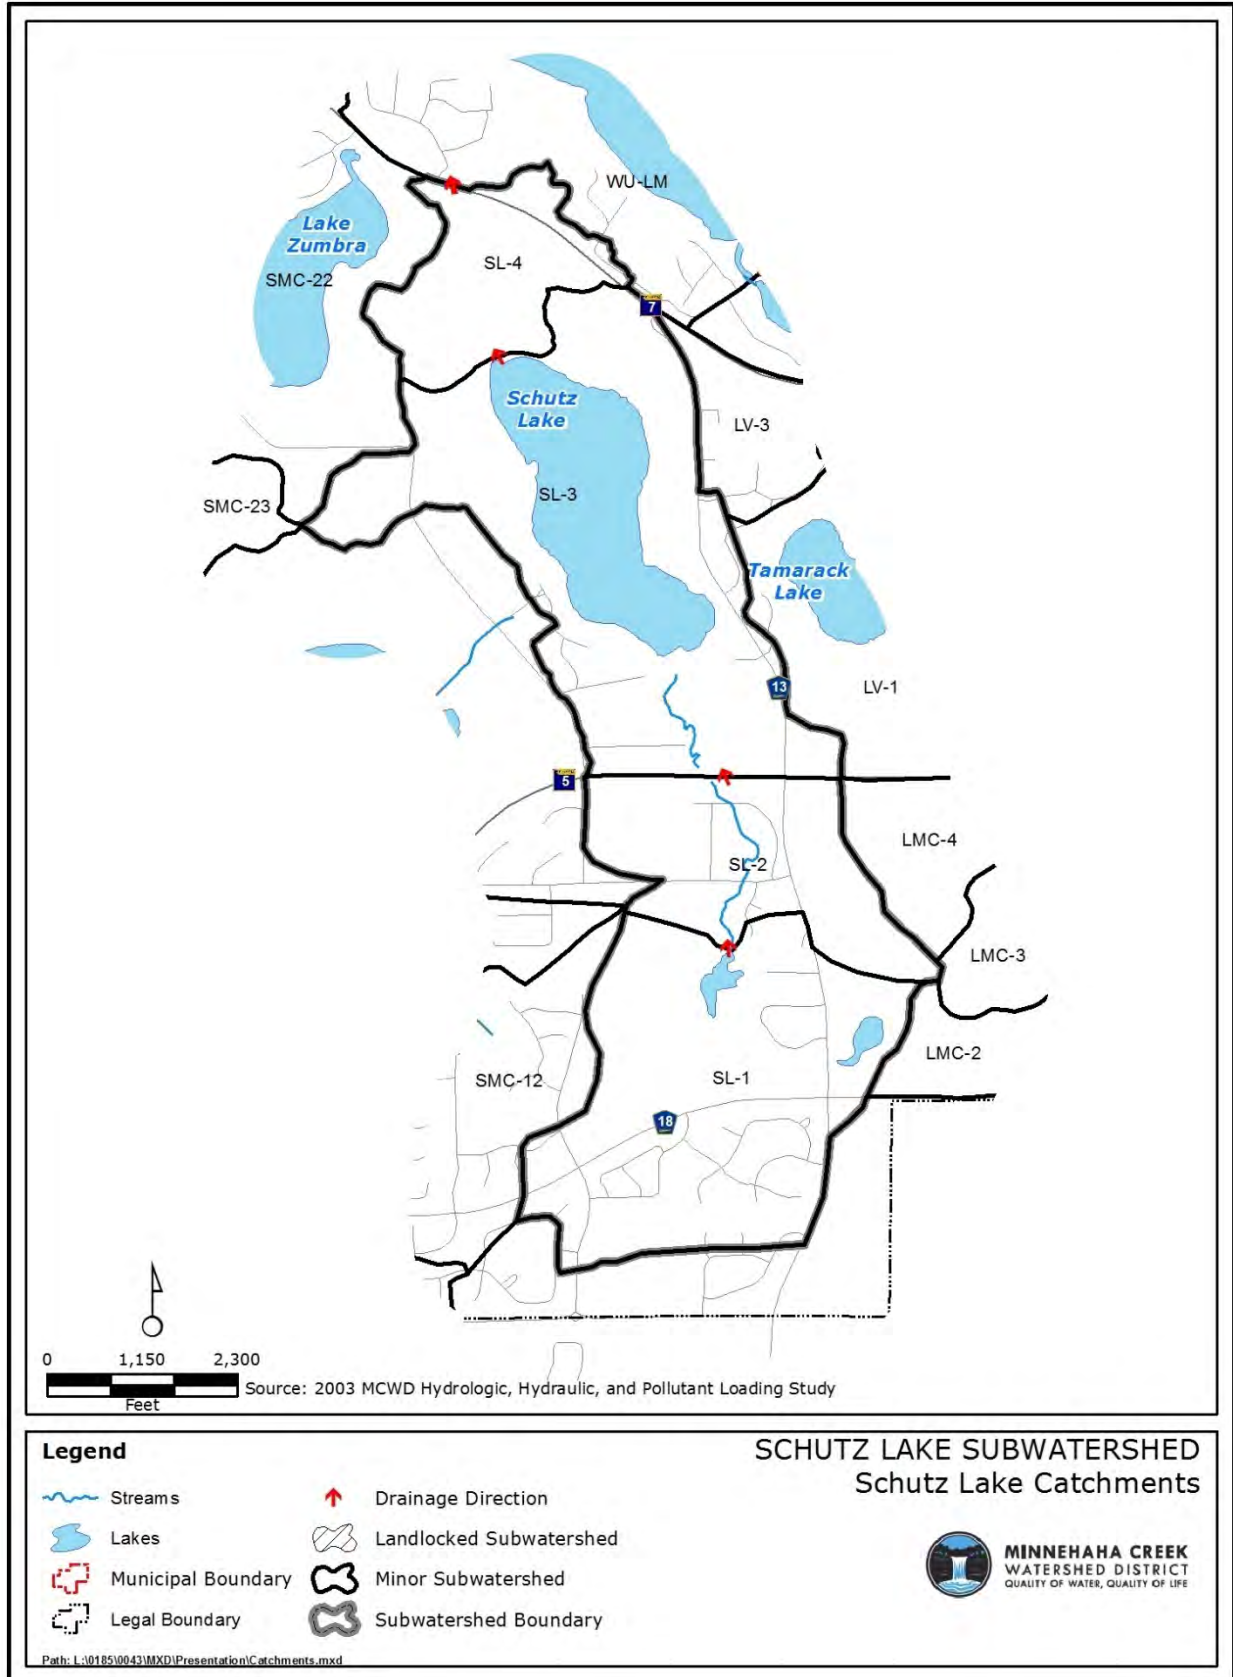 WU-LM
Lake
Zumbra
SMC-22
SL-4
7
Schutz
Lake
LV-3
SL-3
SMC-23
Tamarack
Lake
13
LV-1
5
LMC-4
SL-2
LMC-3
LMC-2
SL-1
SMC-12
18
0 1,150 2,300
Feet
Source: 2003 MCWD Hydrologic, Hydraulic, and Pollutant Loading Study
Legend
Streams
Lakes
Municipal Boundary
Legal Boundary
Drainage Direction
Landlocked Subwatershed
Minor Subwatershed
Subwatershed Boundary
SCHUTZ LAKE SUBWATERSHED
Schutz Lake Catchments
MINNEHAHA CREEK
WATERSHED DISTRICT
QUALITY OF WATER, QUALITY OF LIFE
Path: L:\0185\0043\MXD\Presentation\Catchments.mxd